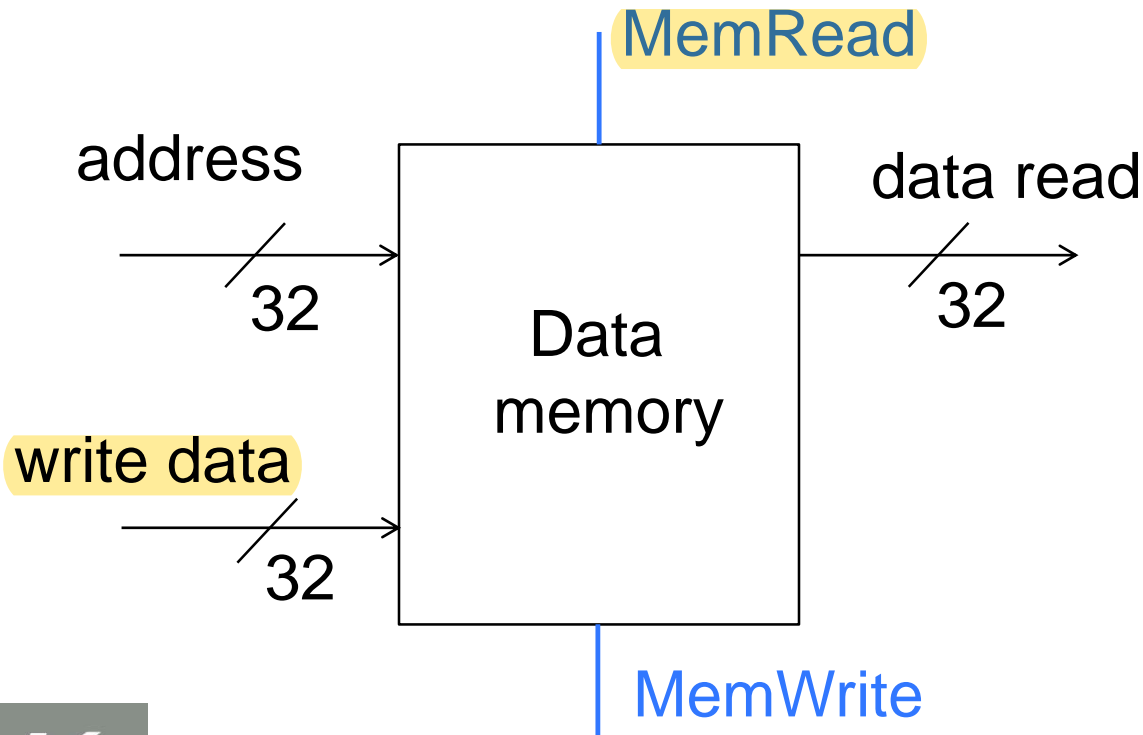 MemRead
address
data read
32
32
Data
memory
write data
32
MemWrite